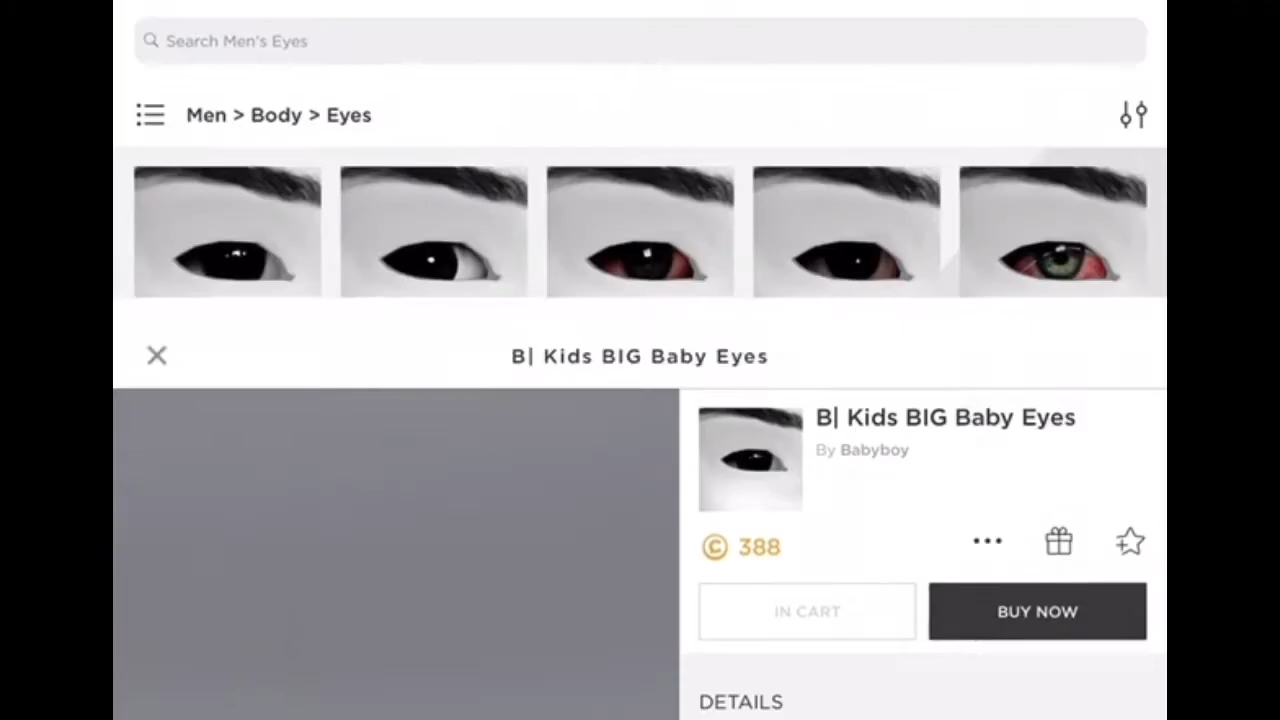 Search Men's Eyes
Men > Body > Eyes
B| Kids BIG Baby Eyes
B| Kids BIG Baby Eyes
By Babyboy
© 388
IN CART
BUY NOW
DETAILS